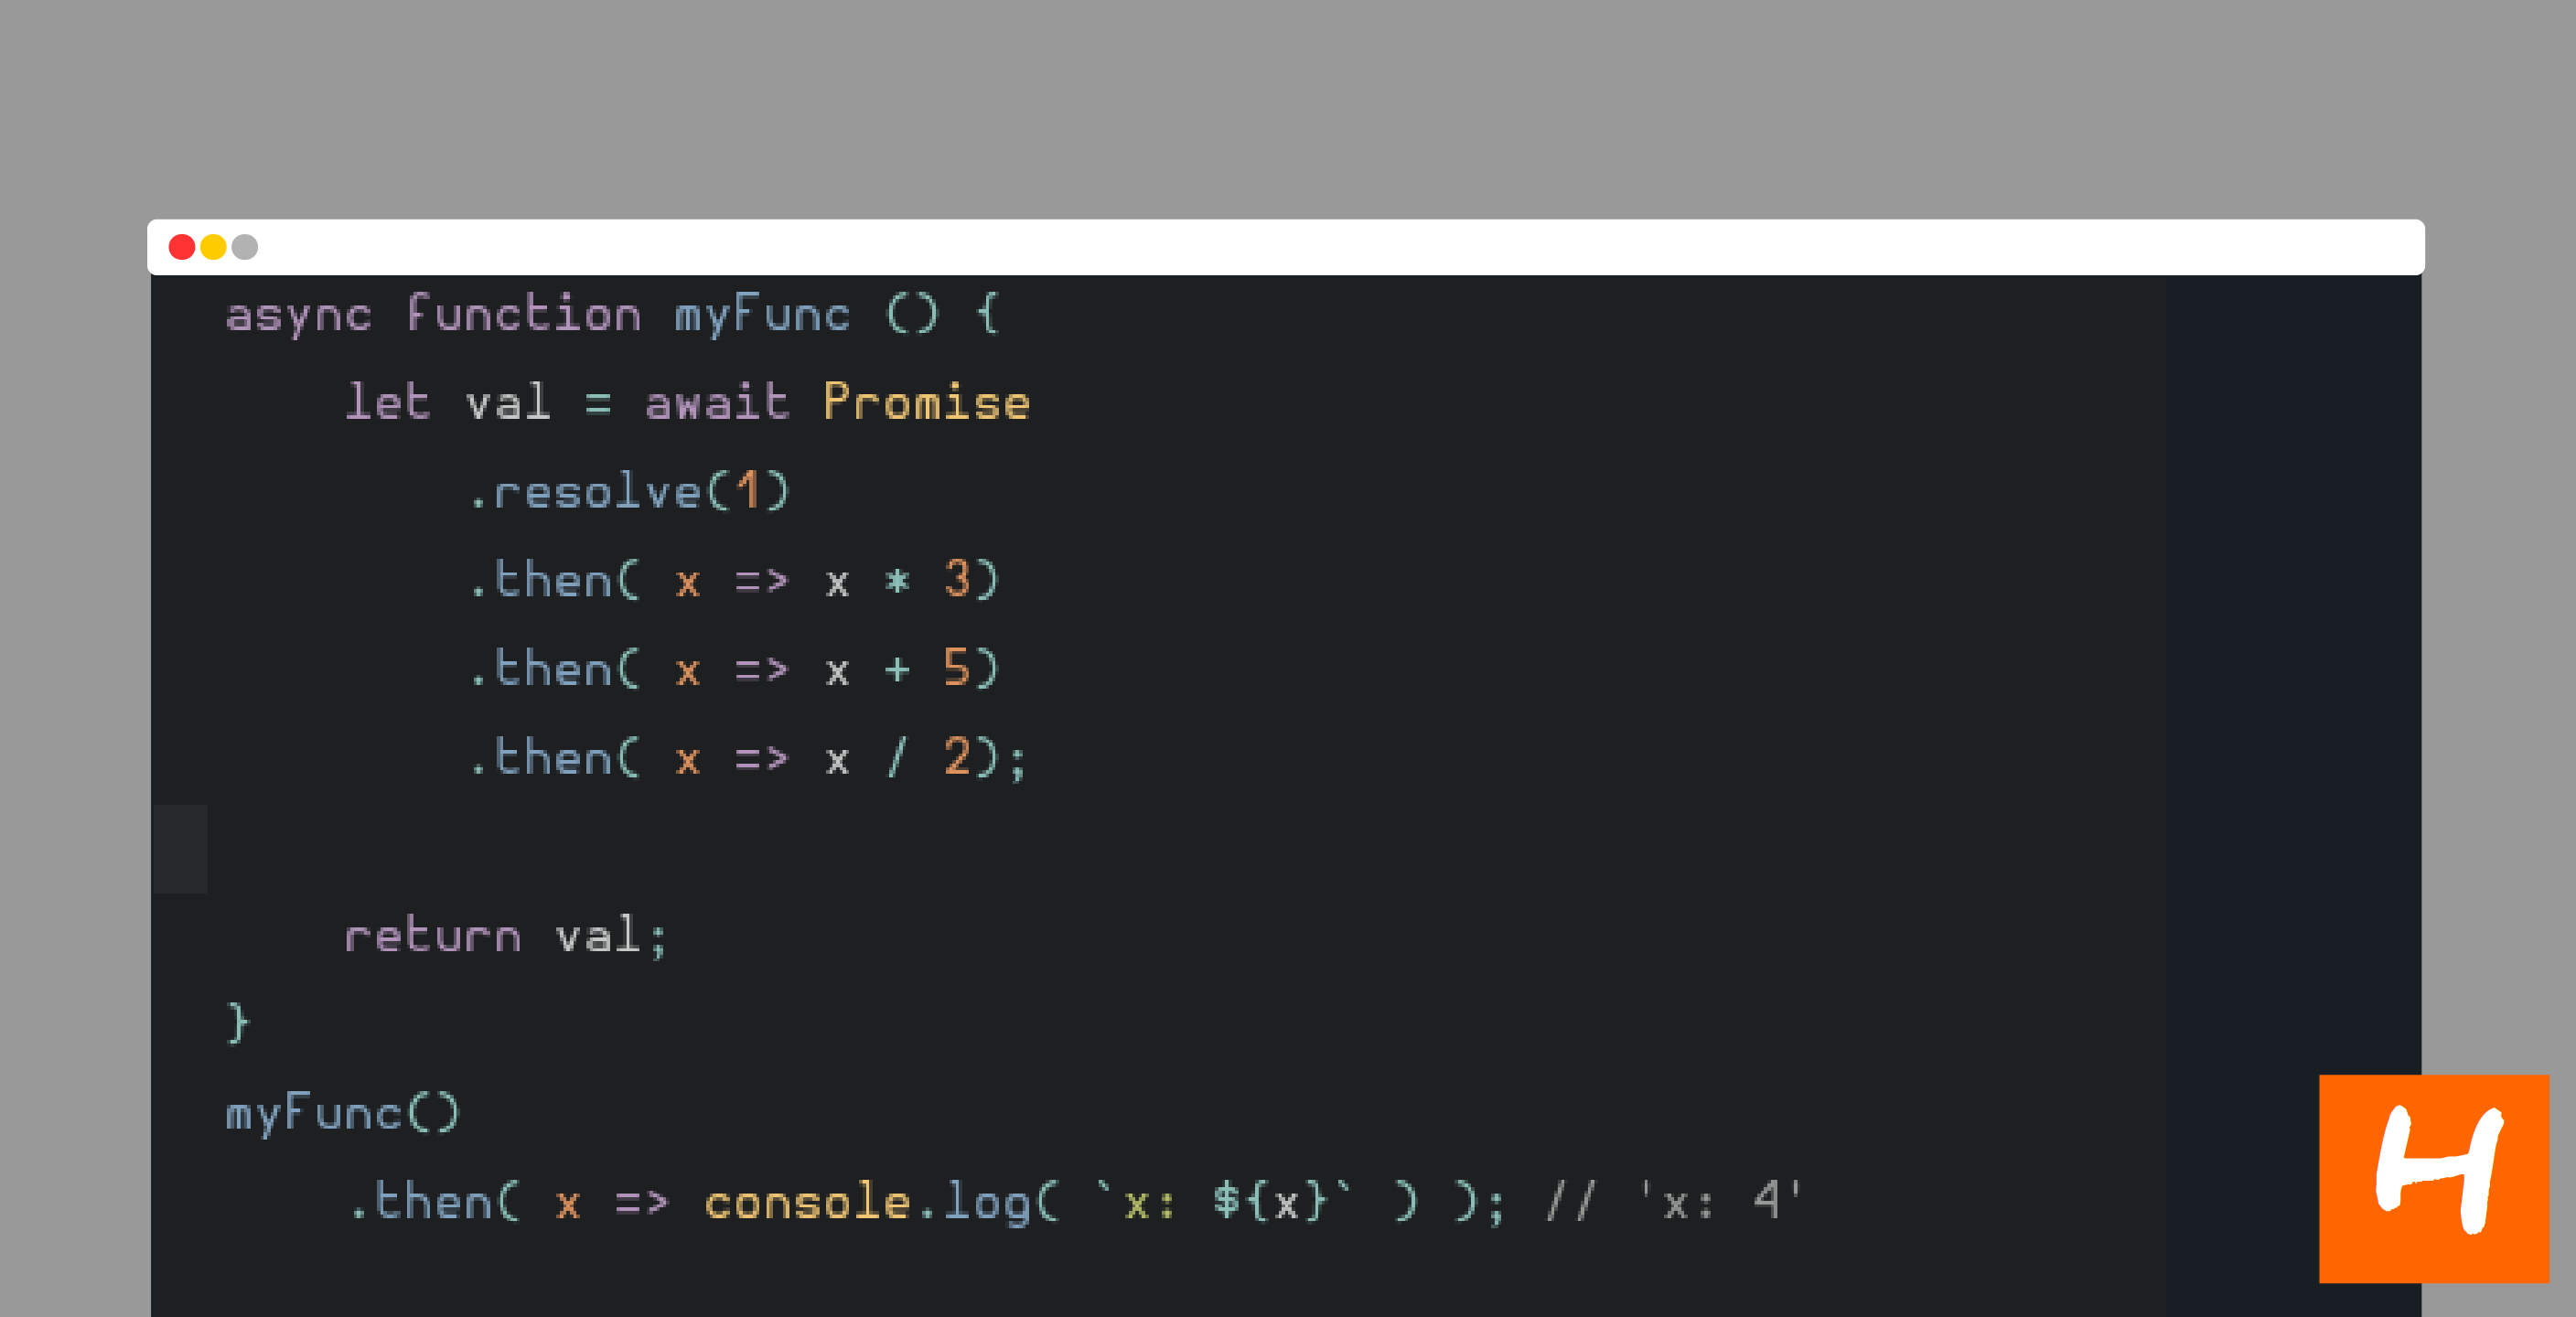 async function myFunc () {
    let val = await Promise
        .resolve(1)
        .then( x => x * 3)
        .then( x => x + 5)
        .then( x => x / 2);
    return val;
}
myFunc()
    .then( x => console.log( `x: ${x}` ) ); // 'x: 4'
H